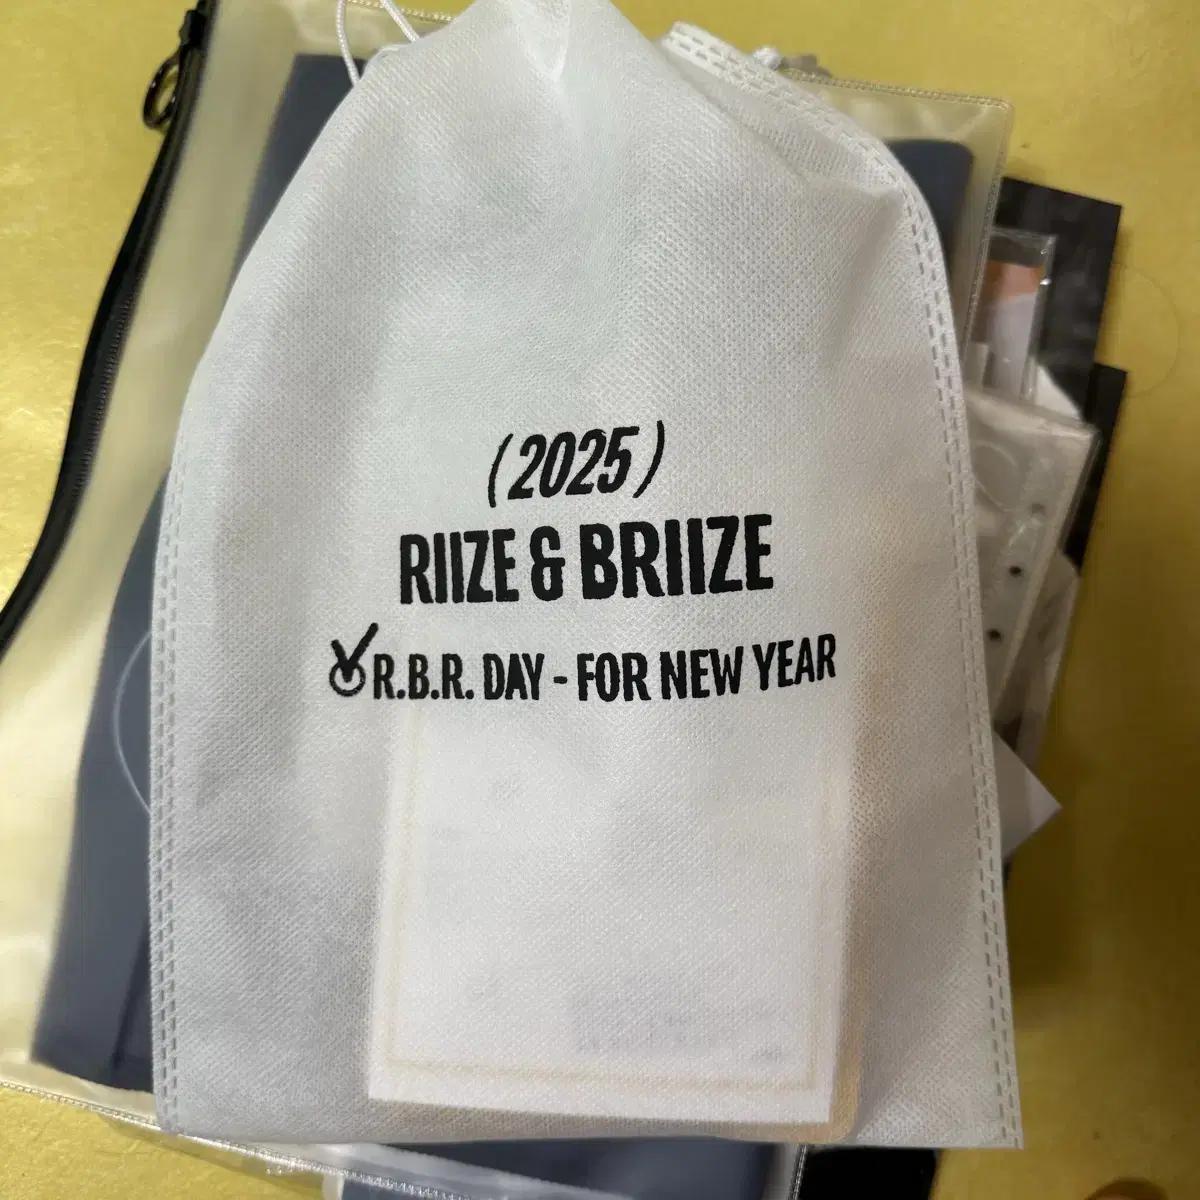 (2025)
RIIZE & BRIIZE
R.B.R. DAY - FOR NEW YEAR